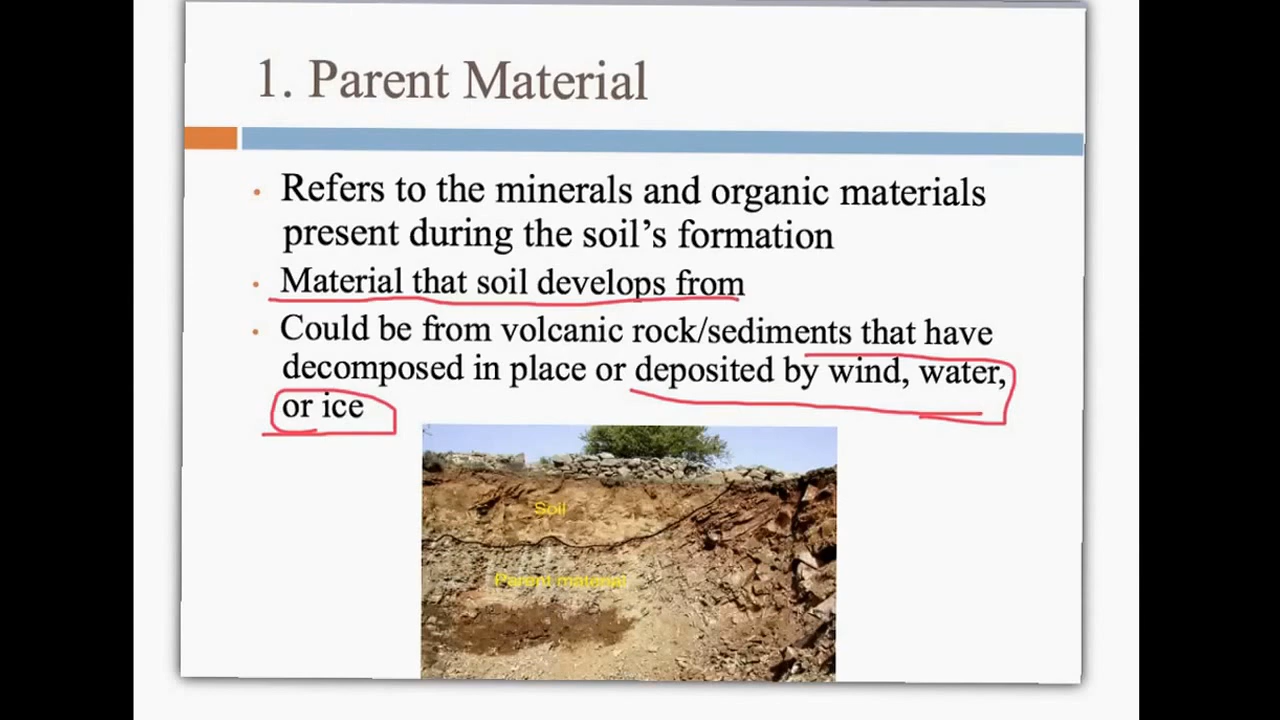 1. Parent Material
• Refers to the minerals and organic materials
present during the soil’s formation
• Material that soil develops from
• Could be from volcanic rock/sediments that have
decomposed in place or deposited by wind, water,
or ice
Soil
Parent material